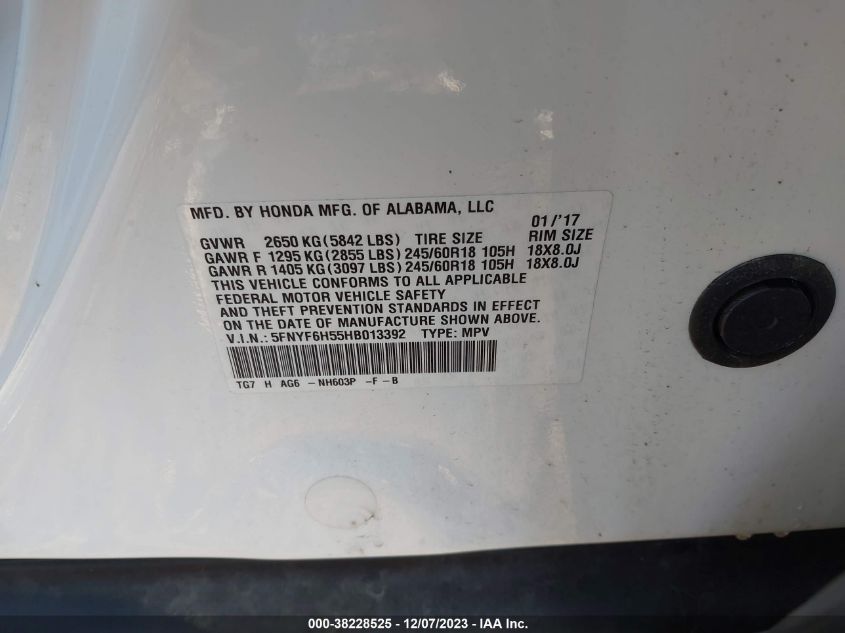 MFD. BY HONDA MFG. OF ALABAMA, LLC 01/'17
GVWR 2650 KG(5842 LBS) TIRE SIZE RIM SIZE
GAWR F 1295 KG(2855 LBS)245/60R18 105H 18X8.0J
GAWR R 1405 KG(3097 LBS)245/60R18 105H 18X8.0J
THIS VEHICLE CONFORMS TO ALL APPLICABLE
FEDERAL MOTOR VEHICLE SAFETY
AND THEFT PREVENTION STANDARDS IN EFFECT
ON THE DATE OF MANUFACTURE SHOWN ABOVE.
V.I.N.: 5FNYF6H55HB013392 TYPE: MPV
TG7 H AG6 -NH603P -F-B
000-38228525 - 12/07/2023 - IAA Inc.